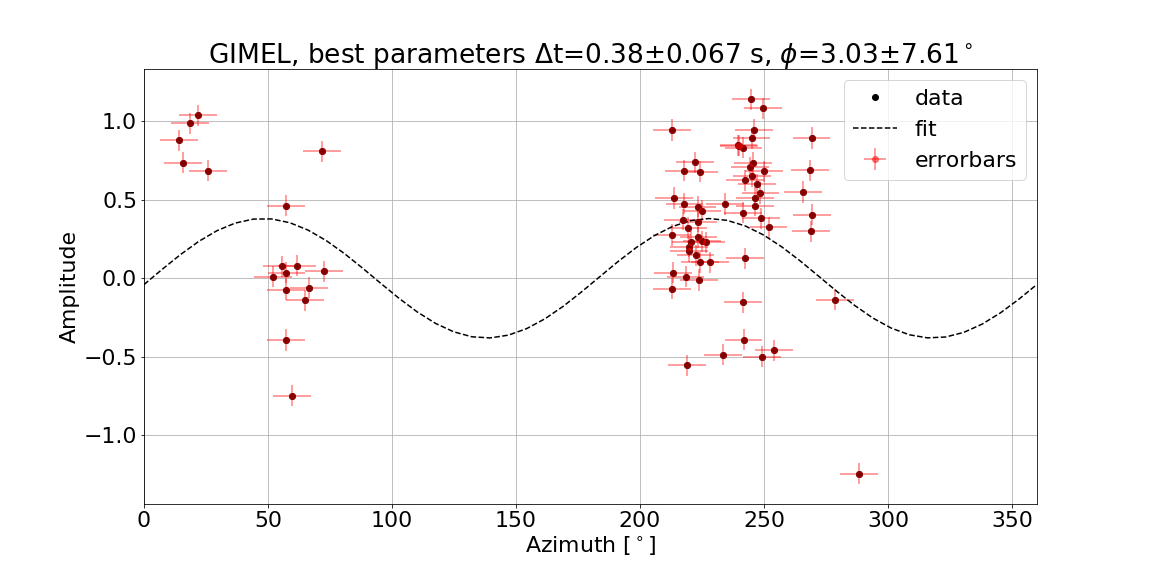 GIMEL, best parameters Δt=0.38±0.067 s, ϕ=3.03±7.61°
data
fit
errorbars
Amplitude
1.0
0.5
0.0
−0.5
−1.0
0 50 100 150 200 250 300 350
Azimuth [°]